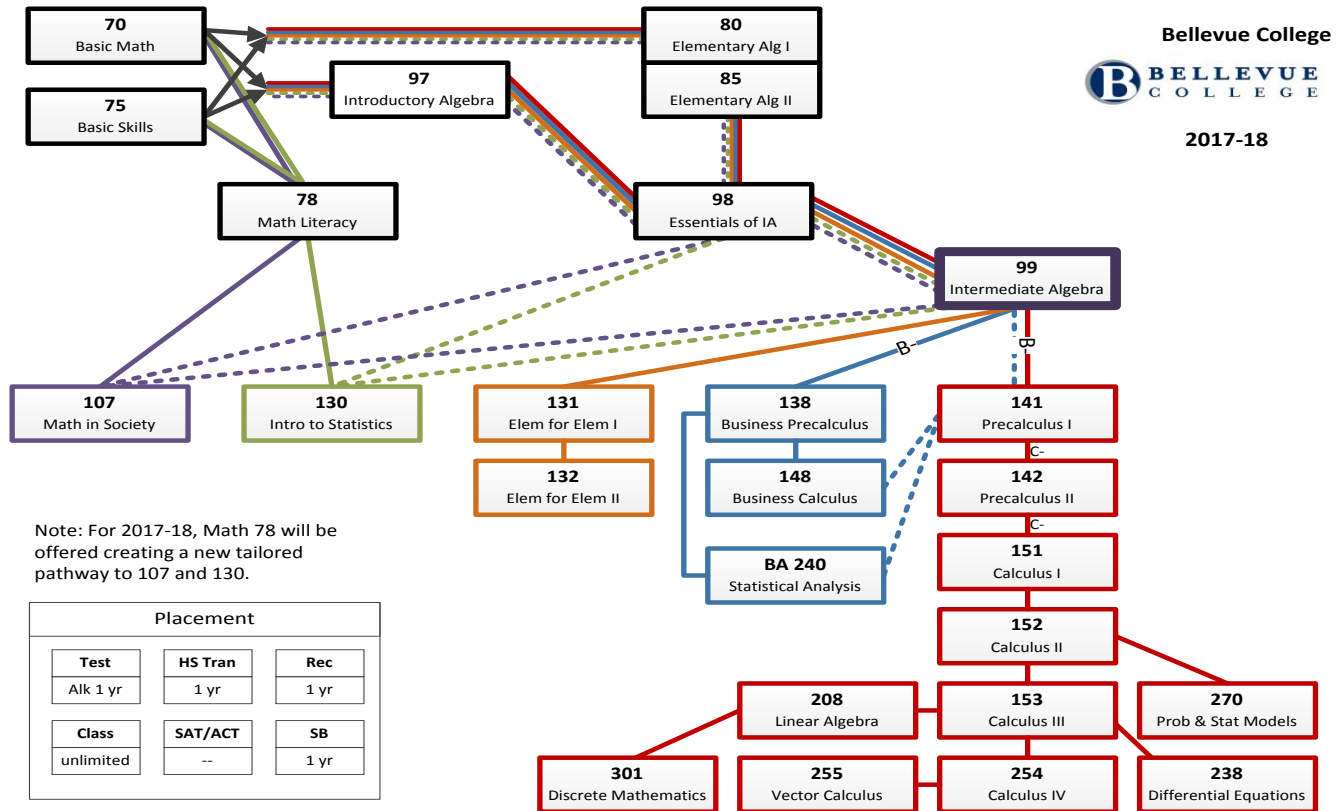 70
Basic Math
80
Elementary Alg I
Bellevue College
B BELLEVUE
COLLEGE
2017-18
97
Introductory Algebra
85
Elementary Alg II
75
Basic Skills
78
Math Literacy
98
Essentials of IA
99
Intermediate Algebra
B-
B-
107
Math in Society
130
Intro to Statistics
131
Elem for Elem I
138
Business Precalculus
141
Precalculus I
C-
132
Elem for Elem II
148
Business Calculus
142
Precalculus II
C-
Note: For 2017-18, Math 78 will be
offered creating a new tailored
pathway to 107 and 130.
BA 240
Statistical Analysis
151
Calculus I
152
Calculus II
Placement
Test
Alk 1 yr
HS Tran
1 yr
Rec
1 yr
Class
unlimited
SAT/ACT
--
SB
1 yr
208
Linear Algebra
153
Calculus III
270
Prob & Stat Models
301
Discrete Mathematics
255
Vector Calculus
254
Calculus IV
238
Differential Equations